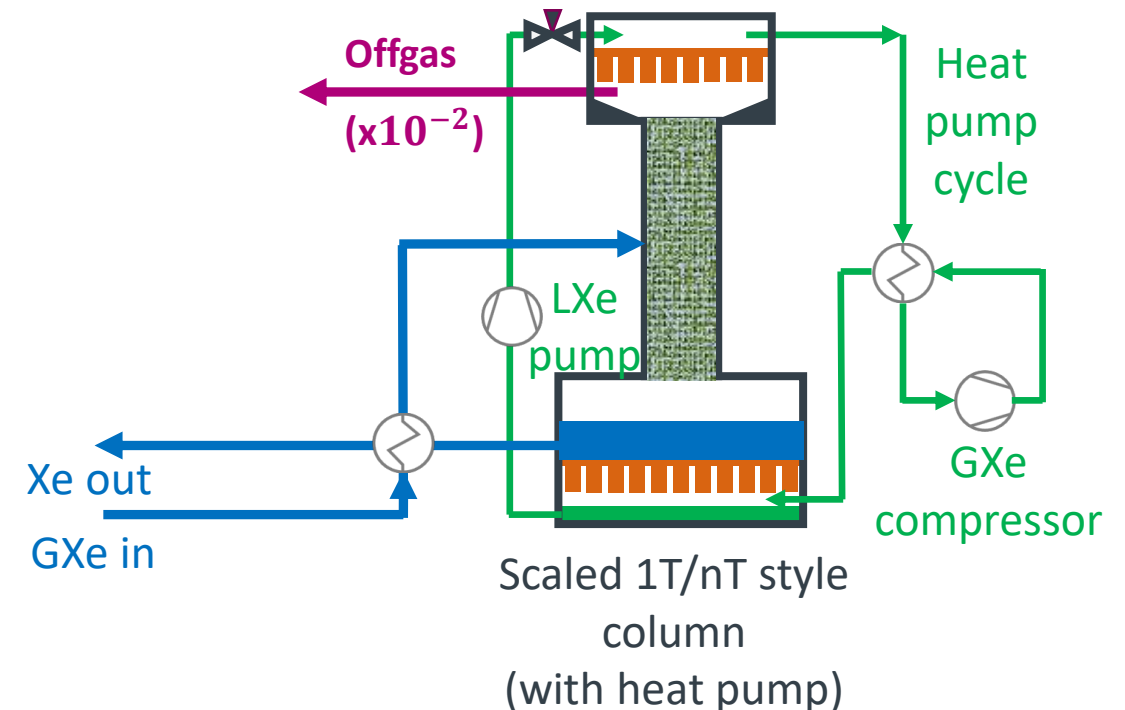 Offgas
(x10⁻²)
Heat
pump
cycle
LXe
pump
GXe
compressor
Xe out
GXe in
Scaled 1T/nT style
column
(with heat pump)